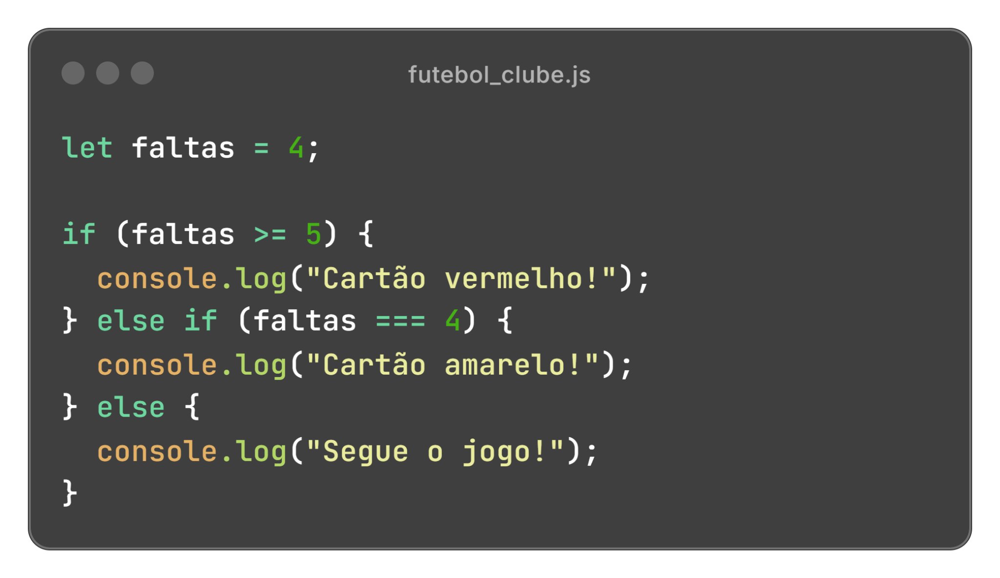 futebol_clube.js
let faltas = 4;
if (faltas >= 5) {
  console.log("Cartão vermelho!");
} else if (faltas === 4) {
  console.log("Cartão amarelo!");
} else {
  console.log("Segue o jogo!");
}